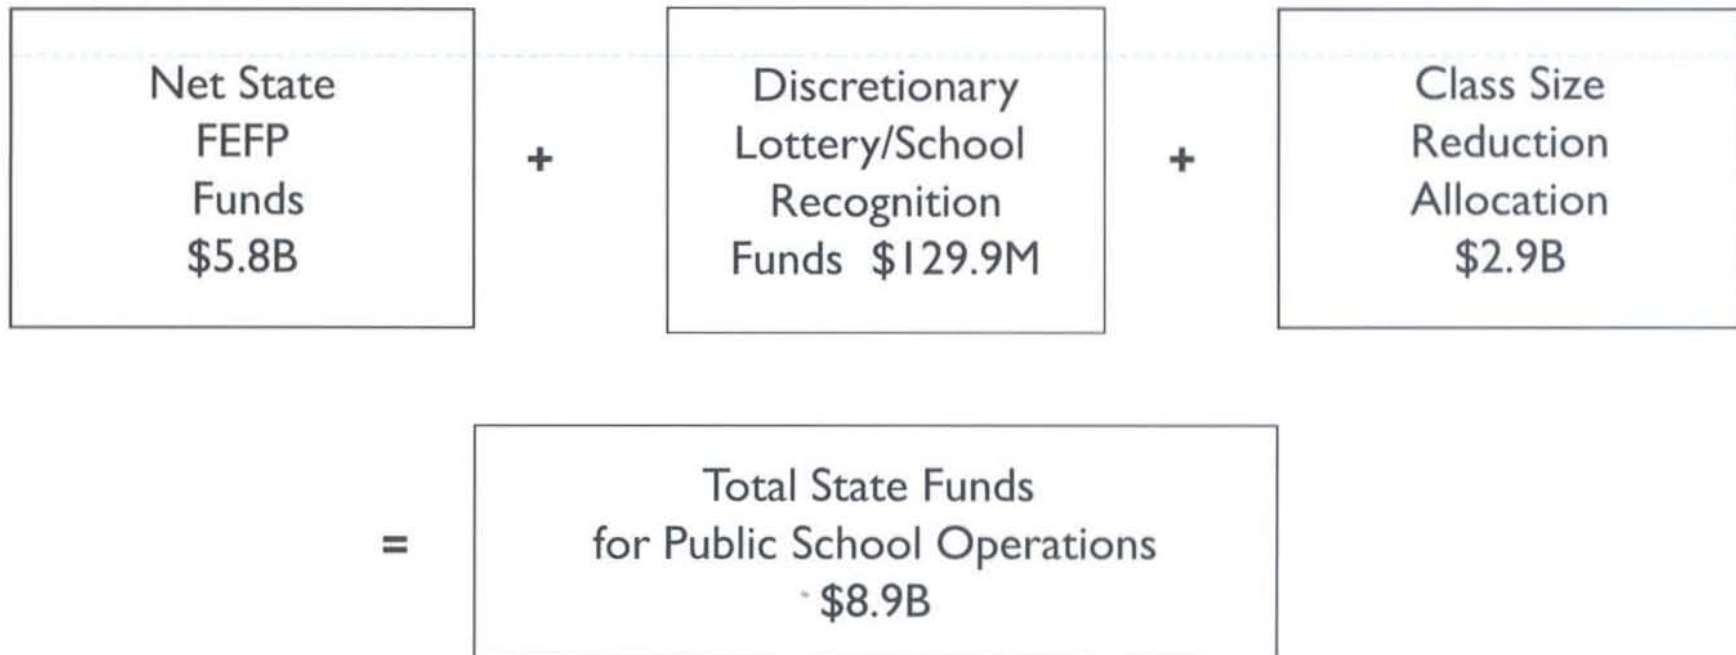 Net State
FEFP
Funds
$5.8B
+
Discretionary
Lottery/School
Recognition
Funds $129.9M
+
Class Size
Reduction
Allocation
$2.9B
=
Total State Funds
for Public School Operations
$8.9B